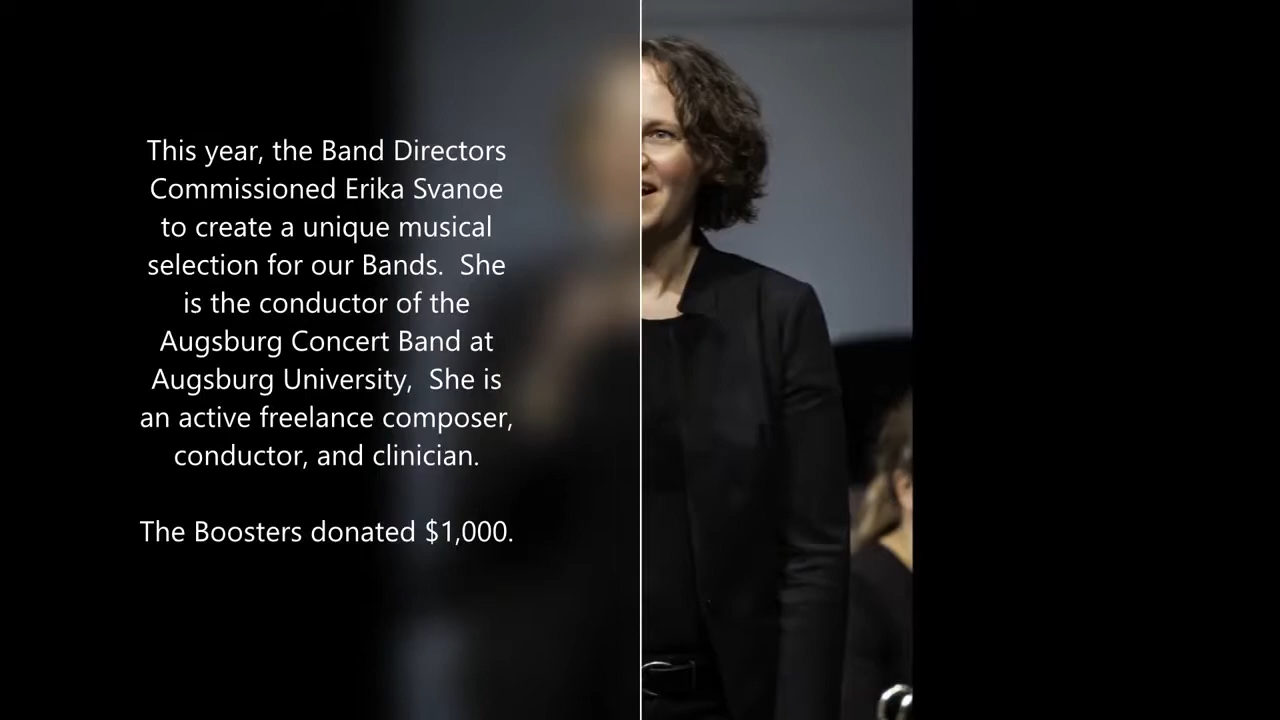 This year, the Band Directors
Commissioned Erika Svanoe
to create a unique musical
selection for our Bands.  She
is the conductor of the
Augsburg Concert Band at
Augsburg University,  She is
an active freelance composer,
conductor, and clinician.
The Boosters donated $1,000.